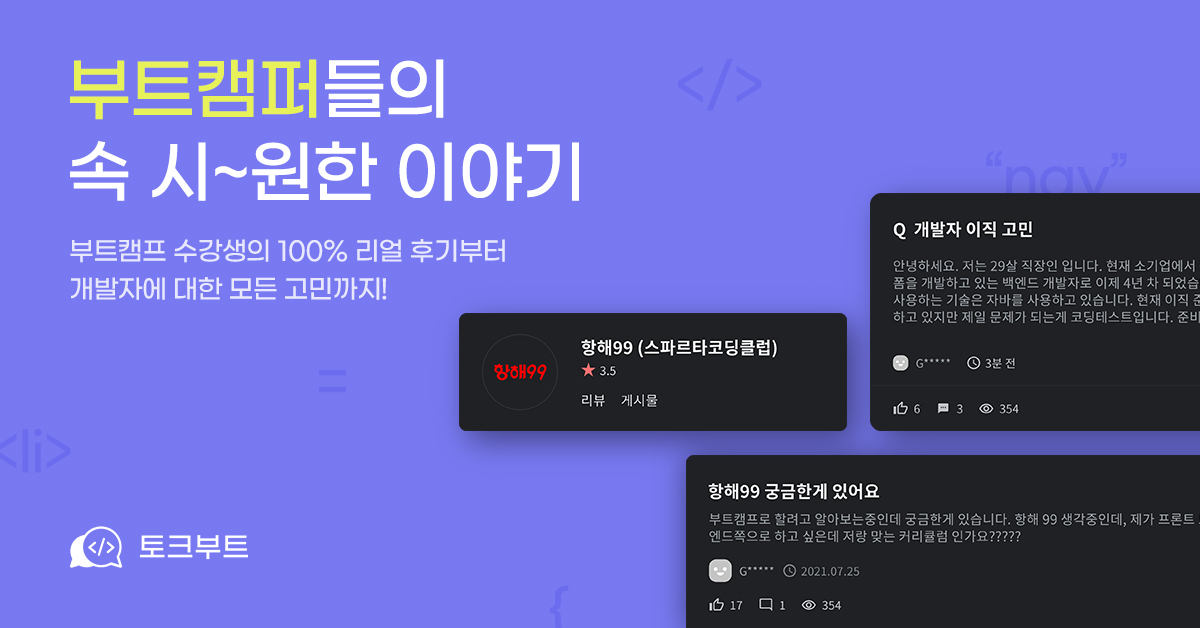 부트캠퍼들의
속 시~원한 이야기
부트캠프 수강생의 100% 리얼 후기부터
개발자에 대한 모든 고민까지!
</>
“nav”
=
<li>
{
항해99
항해99 (스파르타코딩클럽)
★ 3.5
리뷰 게시물
Q 개발자 이직 고민
안녕하세요. 저는 29살 직장인 입니다. 현재 소기업에서
폼을 개발하고 있는 백엔드 개발자로 이제 4년 차 되었습
사용하는 기술은 자바를 사용하고 있습니다. 현재 이직 준
하고 있지만 제일 문제가 되는게 코딩테스트입니다. 준비
G***** 3분 전
6 3 354
항해99 궁금한게 있어요
부트캠프로 할려고 알아보는중인데 궁금한게 있습니다. 항해 99 생각중인데, 제가 프론트
엔드쪽으로 하고 싶은데 저랑 맞는 커리큘럼 인가요?????
G***** 2021.07.25
17 1 354
</> 토크부트